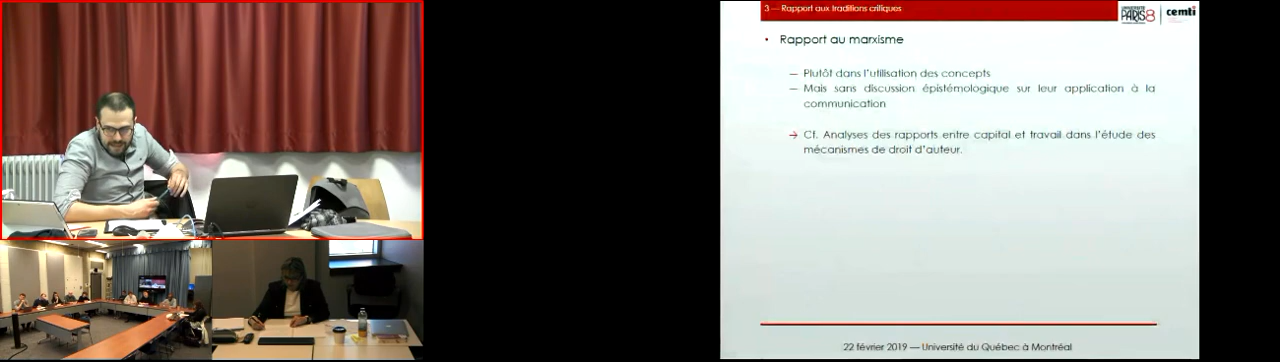 3 — Rapport aux traditions critiques
UNIVERSITÉ
PARIS 8
cemti
• Rapport au marxisme
— Plutôt dans l'utilisation des concepts
— Mais sans discussion épistémologique sur leur application à la
communication
→ Cf. Analyses des rapports entre capital et travail dans l'étude des
mécanismes de droit d'auteur.
22 février 2019 — Université du Québec à Montréal